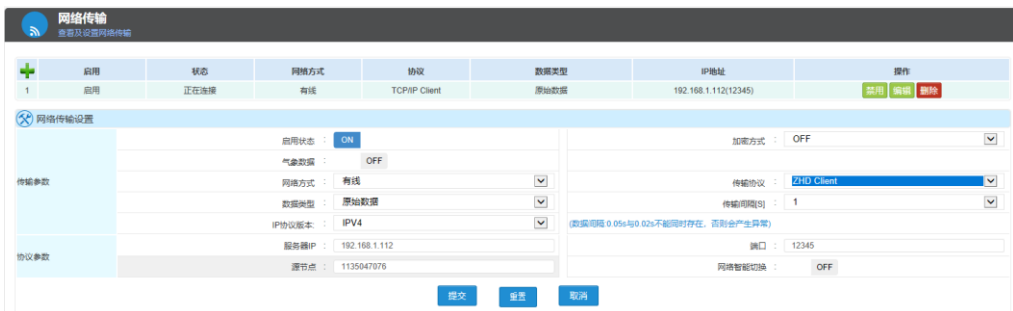 网络传输
查看及设置网络传输
启用 状态 网络方式 协议 数据类型 IP地址 操作
1 启用 正在连接 有线 TCP/IP Client 原始数据 192.168.1.112(12345) 禁用 编辑 删除
网络传输设置
启用状态 : ON 加密方式 : OFF
气象数据 : OFF
传输参数 网络方式 : 有线 传输协议 : ZHD Client
数据类型 : 原始数据 传输间隔[S] : 1
IP协议版本: IPV4 (数据间隔:0.05s与0.02s不能同时存在，否则会产生异常)
协议参数 服务器IP : 192.168.1.112 端口 : 12345
源节点 : 1135047076 网络智能切换 : OFF
提交 重置 取消